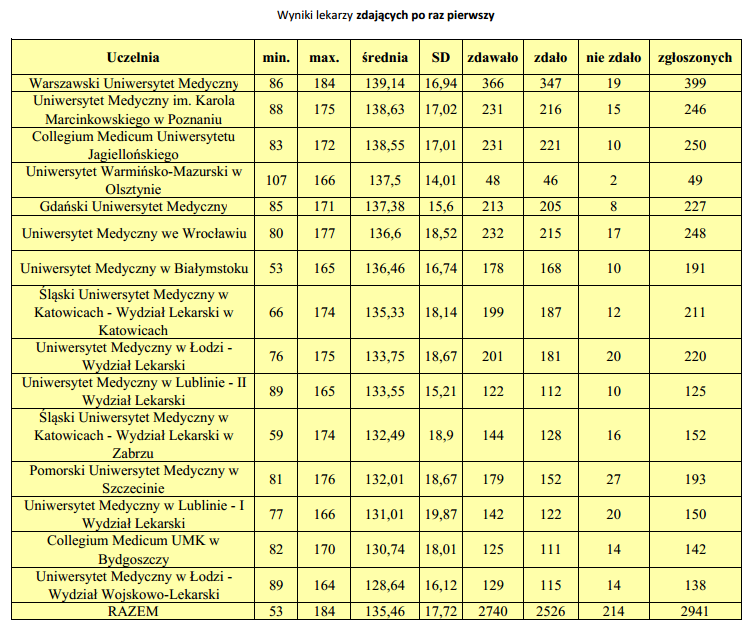 Wyniki lekarzy zdających po raz pierwszy
Uczelnia min. max. średnia SD zdawało zdało nie zdało zgłoszonych
Warszawski Uniwersytet Medyczny 86 184 139,14 16,94 366 347 19 399
Uniwersytet Medyczny im. Karola
Marcinkowskiego w Poznaniu 88 175 138,63 17,02 231 216 15 246
Collegium Medicum Uniwersytetu
Jagiellońskiego 83 172 138,55 17,01 231 221 10 250
Uniwersytet Warmińsko-Mazurski w
Olsztynie 107 166 137,5 14,01 48 46 2 49
Gdański Uniwersytet Medyczny 85 171 137,38 15,6 213 205 8 227
Uniwersytet Medyczny we Wrocławiu 80 177 136,6 18,52 232 215 17 248
Uniwersytet Medyczny w Białymstoku 53 165 136,46 16,74 178 168 10 191
Śląski Uniwersytet Medyczny w
Katowicach - Wydział Lekarski w
Katowicach 66 174 135,33 18,14 199 187 12 211
Uniwersytet Medyczny w Łodzi -
Wydział Lekarski 76 175 133,75 18,67 201 181 20 220
Uniwersytet Medyczny w Lublinie - II
Wydział Lekarski 89 165 133,55 15,21 122 112 10 125
Śląski Uniwersytet Medyczny w
Katowicach - Wydział Lekarski w
Zabrzu 59 174 132,49 18,9 144 128 16 152
Pomorski Uniwersytet Medyczny w
Szczecinie 81 176 132,01 18,67 179 152 27 193
Uniwersytet Medyczny w Lublinie - I
Wydział Lekarski 77 166 131,01 19,87 142 122 20 150
Collegium Medicum UMK w
Bydgoszczy 82 170 130,74 18,01 125 111 14 142
Uniwersytet Medyczny w Łodzi -
Wydział Wojskowo-Lekarski 89 164 128,64 16,12 129 115 14 138
RAZEM 53 184 135,46 17,72 2740 2526 214 2941